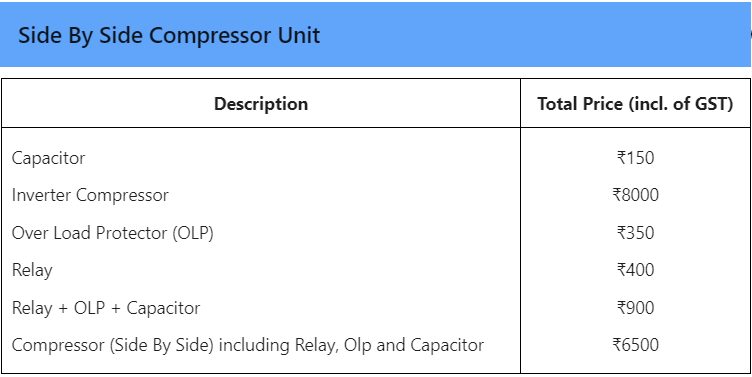 Side By Side Compressor Unit
Description Total Price (incl. of GST)
Capacitor ₹150
Inverter Compressor ₹8000
Over Load Protector (OLP) ₹350
Relay ₹400
Relay + OLP + Capacitor ₹900
Compressor (Side By Side) including Relay, Olp and Capacitor ₹6500